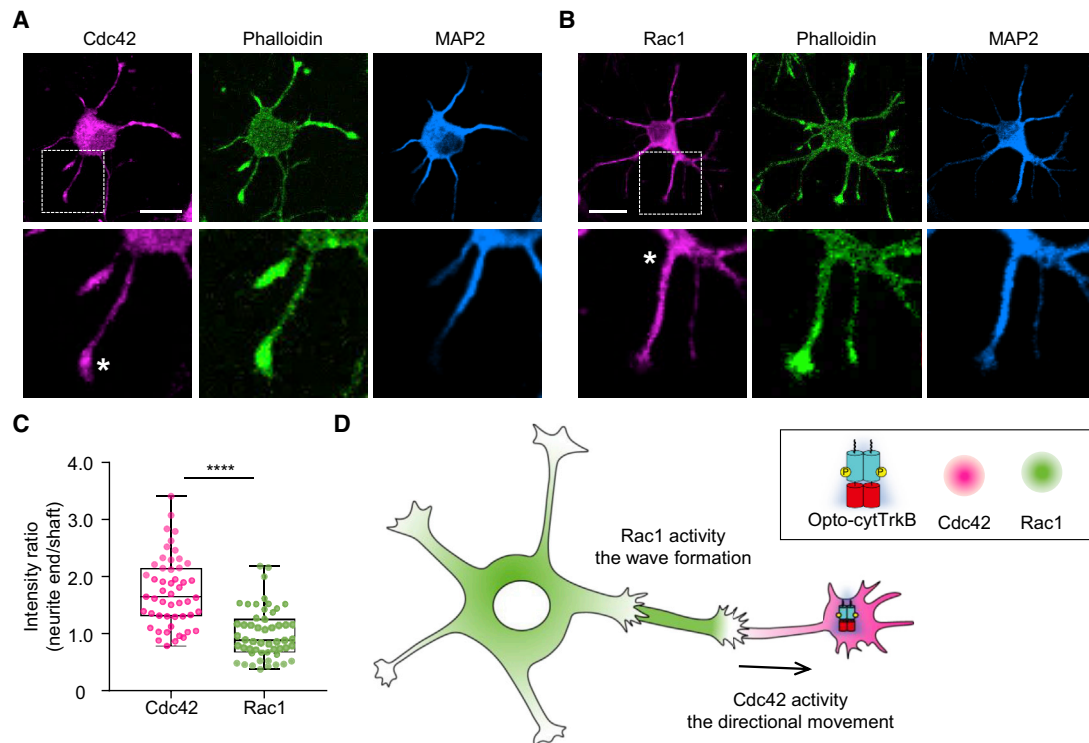 A
Cdc42
Phalloidin
MAP2
*
B
Rac1
Phalloidin
MAP2
*
C
Intensity ratio
(neurite end/shaft)
4.0
3.0
2.0
1.0
0
****
Cdc42
Rac1
D
Rac1 activity
the wave formation
Cdc42 activity
the directional movement
P
P
Opto-cytTrkB
Cdc42
Rac1